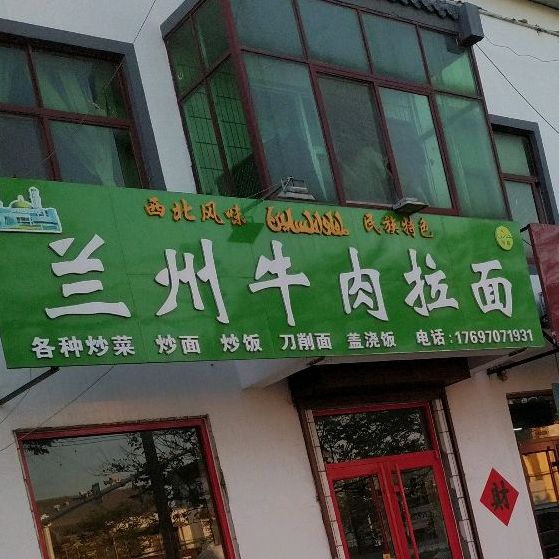 西北风味 民族特色
兰州牛肉拉面
各种炒菜 炒面 炒饭 刀削面 盖浇饭 电话:17697071931
财